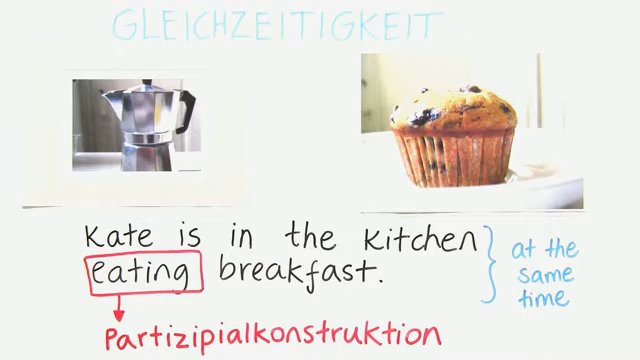 GLEICHZEITIGKEIT
Kate is in the kitchen
eating breakfast.
at the
same
time
Partizipialkonstruktion